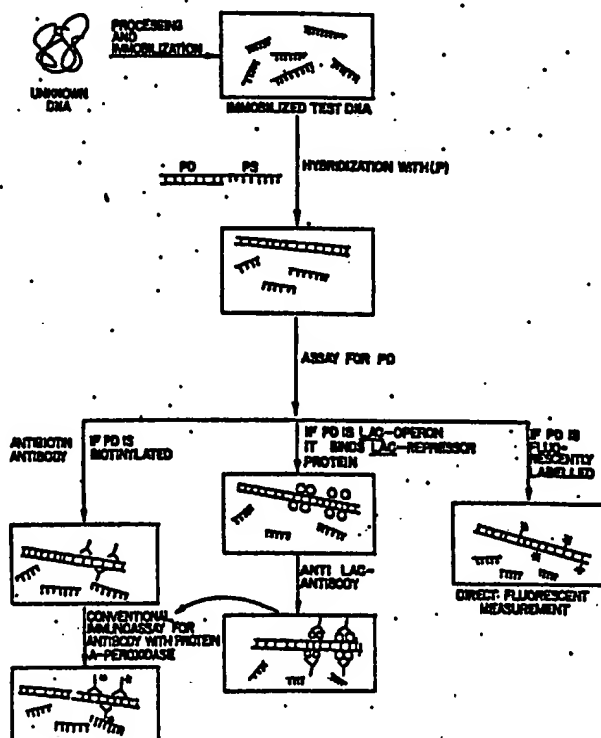 PROCESSING
AND
IMMOBILIZATION
UNKNOWN
DNA
IMMOBILIZED TEST DNA
PD PS
HYBRIDIZATION WITH(P)
ASSAY FOR PD
ANTIBIOTIN
ANTIBODY
IF PD IS
BIOTINYLATED
IF PD IS LAC-OPERON
IT BINDS LAC-REPRESSOR
PROTEIN
IF PD IS
FLUO-
RESCENTLY
LABELLED
ANTI LAC-
ANTIBODY
DIRECT FLUORESCENT
MEASUREMENT
CONVENTIONAL
IMMUNOASSAY FOR
ANTIBODY WITH PROTEIN
A-PEROXIDASE